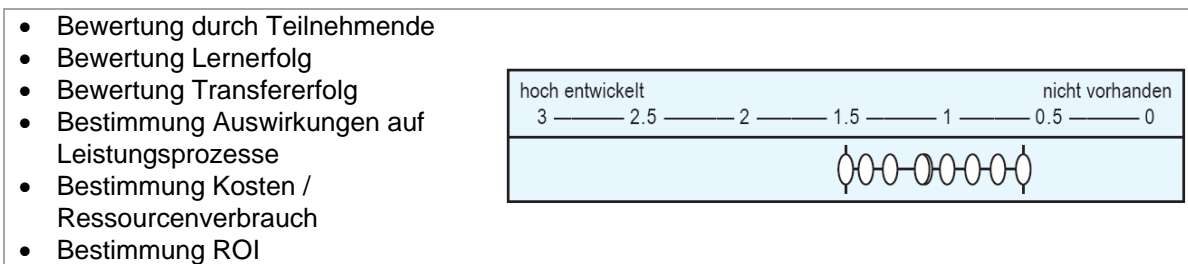 • Bewertung durch Teilnehmende
• Bewertung Lernerfolg
• Bewertung Transfererfolg
• Bestimmung Auswirkungen auf
Leistungsprozesse
• Bestimmung Kosten /
Ressourcenverbrauch
• Bestimmung ROI
hoch entwickelt nicht vorhanden
3 ——— 2.5 ——— 2 ——— 1.5 ——— 1 ——— 0.5 ——— 0